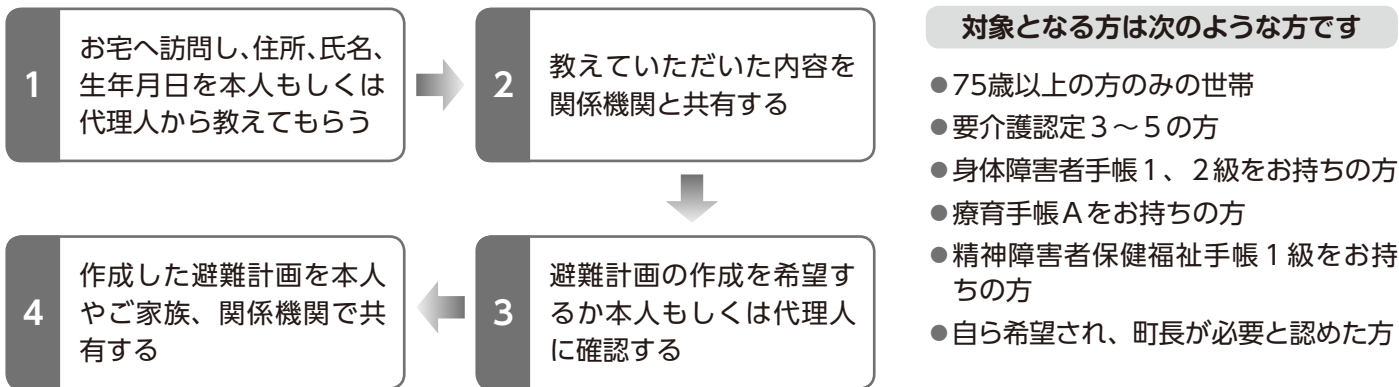 1
お宅へ訪問し、住所、氏名、
生年月日を本人もしくは
代理人から教えてもらう
2
教えていただいた内容を
関係機関と共有する
3
避難計画の作成を希望す
るか本人もしくは代理人
に確認する
4
作成した避難計画を本人
やご家族、関係機関で共
有する
対象となる方は次のような方です
●75歳以上の方のみの世帯
●要介護認定３～５の方
●身体障害者手帳１、２級をお持ちの方
●療育手帳Ａをお持ちの方
●精神障害者保健福祉手帳１級をお持
ちの方
●自ら希望され、町長が必要と認めた方